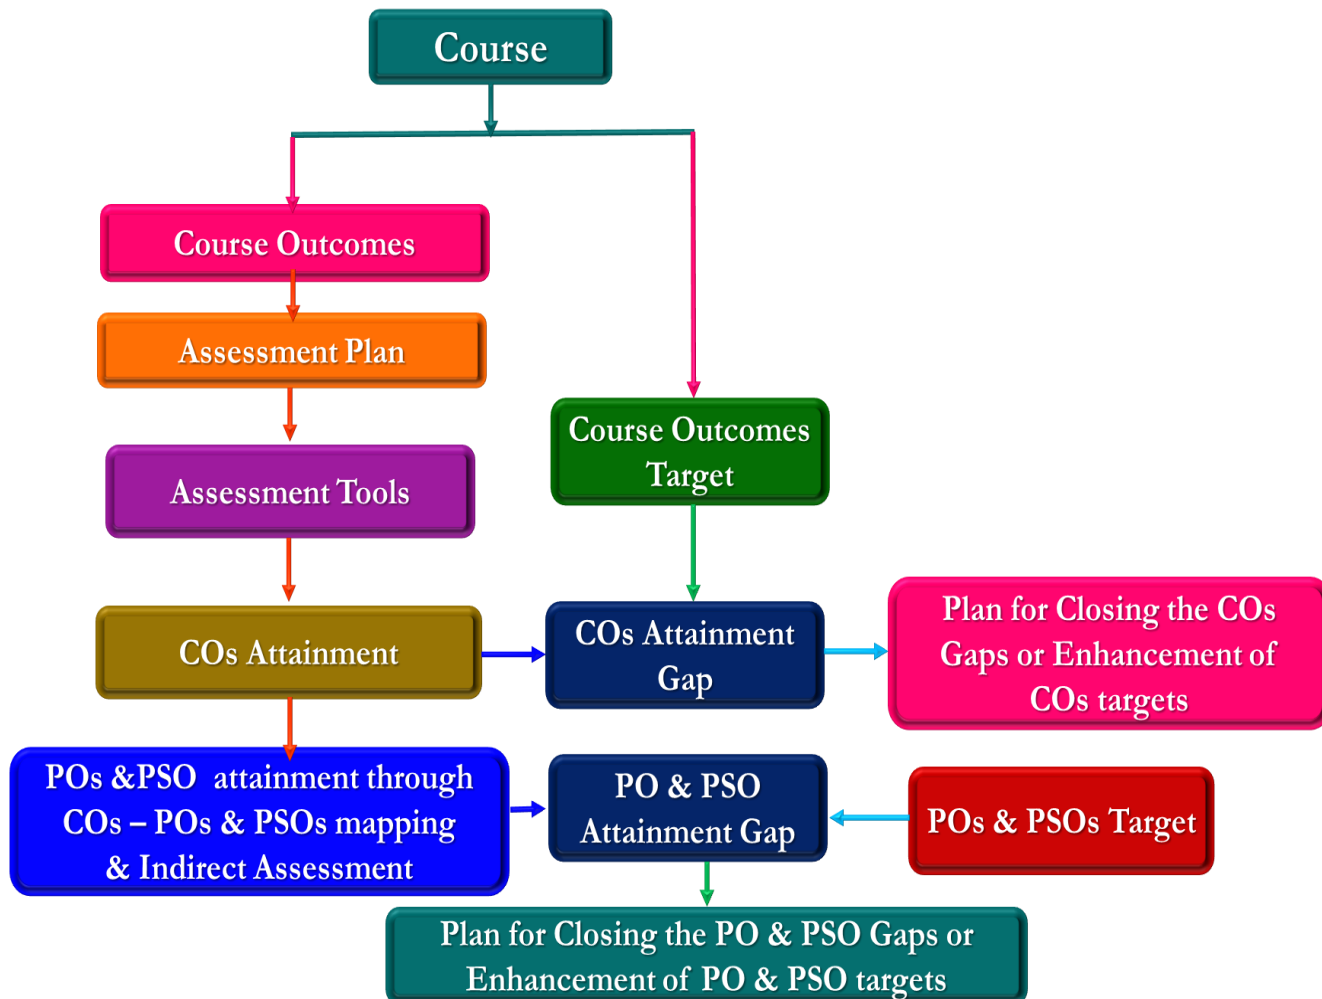 Course
Course Outcomes
Assessment Plan
Course Outcomes
Target
Assessment Tools
COs Attainment
COs Attainment
Gap
Plan for Closing the COs
Gaps or Enhancement of
COs targets
POs &PSO attainment through
COs – POs & PSOs mapping
& Indirect Assessment
PO & PSO
Attainment Gap
POs & PSOs Target
Plan for Closing the PO & PSO Gaps or
Enhancement of PO & PSO targets